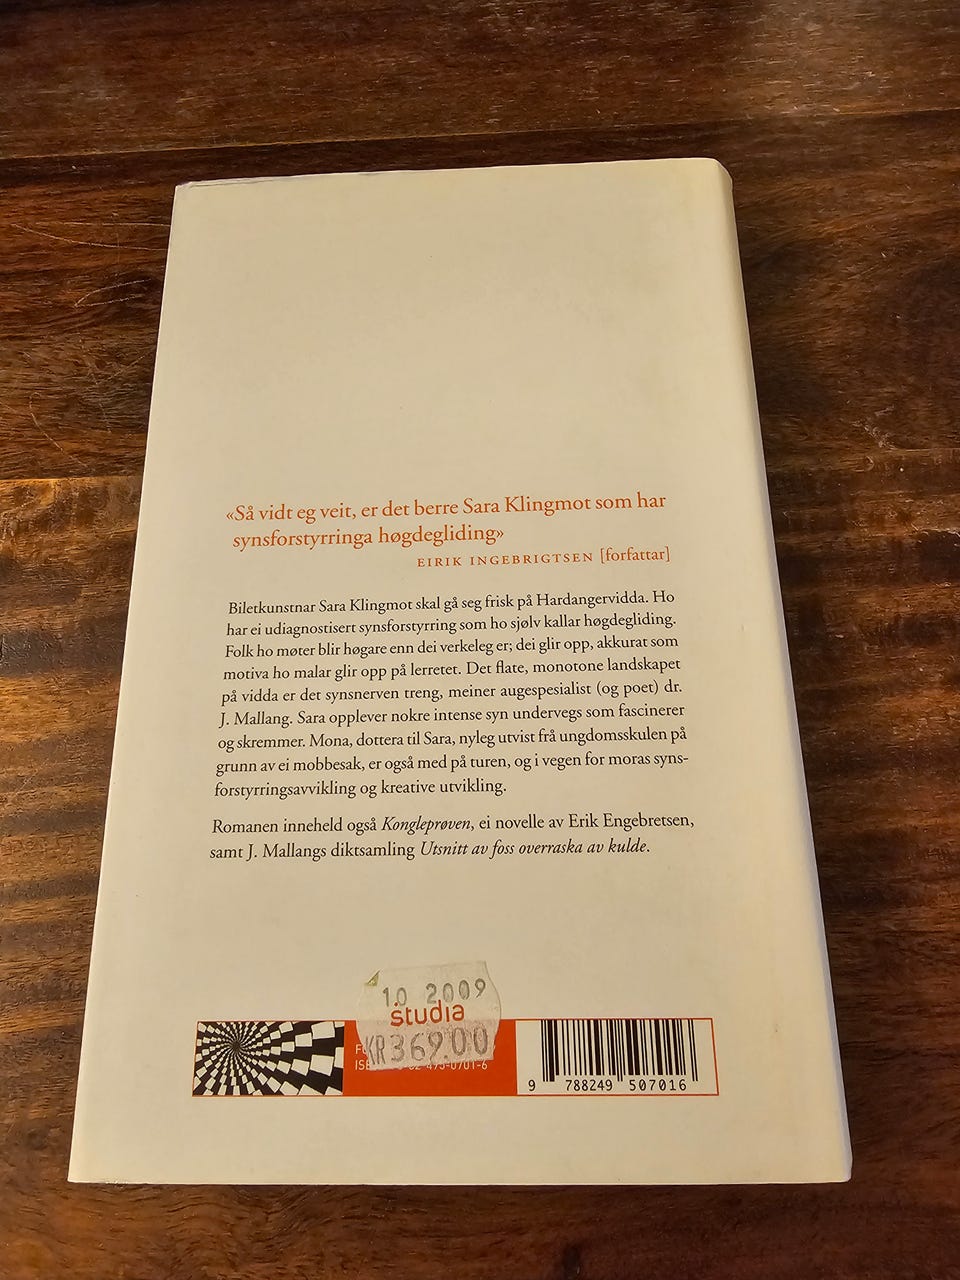 «Så vidt eg veit, er det berre Sara Klingmot som har
synsforstyrringa høgdegliding»
EIRIK INGEBRIGTSEN [forfattar]
Biletkunstnar Sara Klingmot skal gå seg frisk på Hardangervidda. Ho
har ei udiagnostisert synsforstyrring som ho sjølv kallar høgdegliding.
Folk ho møter blir høgare enn dei verkeleg er; dei glir opp, akkurat som
motiva ho malar glir opp på lerretet. Det flate, monotone landskapet
på vidda er det synsnerven treng, meiner augespesialist (og poet) dr.
J. Mallang. Sara opplever nokre intense syn undervegs som fascinerer
og skremmer. Mona, dottera til Sara, nyleg utvist frå ungdomsskulen på
grunn av ei mobbesak, er også med på turen, og i vegen for moras syns-
forstyrringsavvikling og kreative utvikling.
Romanen inneheld også Kongleprøven, ei novelle av Erik Engebretsen,
samt J. Mallangs diktsamling Utsnitt av foss overraska av kulde.
10 2009
studia
KR369.00
9 788249 507016